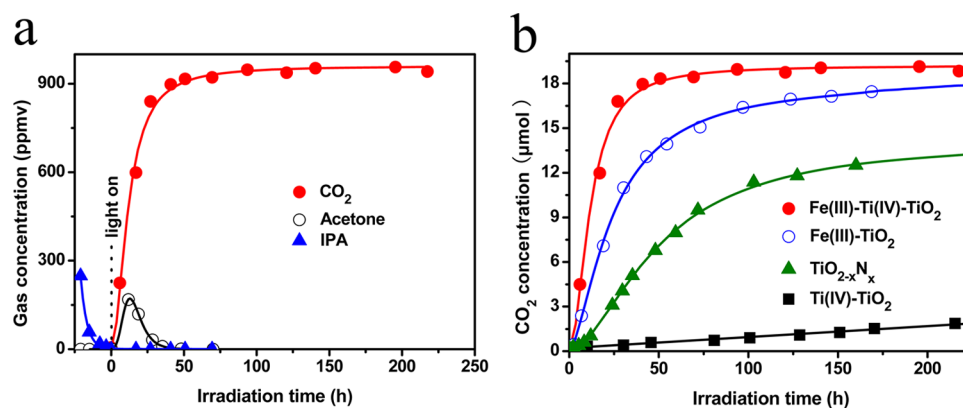 a
Gas concentration (ppmv)
900
600
300
0
light on
CO₂
Acetone
IPA
0 50 100 150 200 250
Irradiation time (h)
b
CO₂ concentration (μmol)
18
15
12
9
6
3
0
Fe(III)-Ti(IV)-TiO₂
Fe(III)-TiO₂
TiO₂₋ₓNₓ
Ti(IV)-TiO₂
0 50 100 150 200
Irradiation time (h)